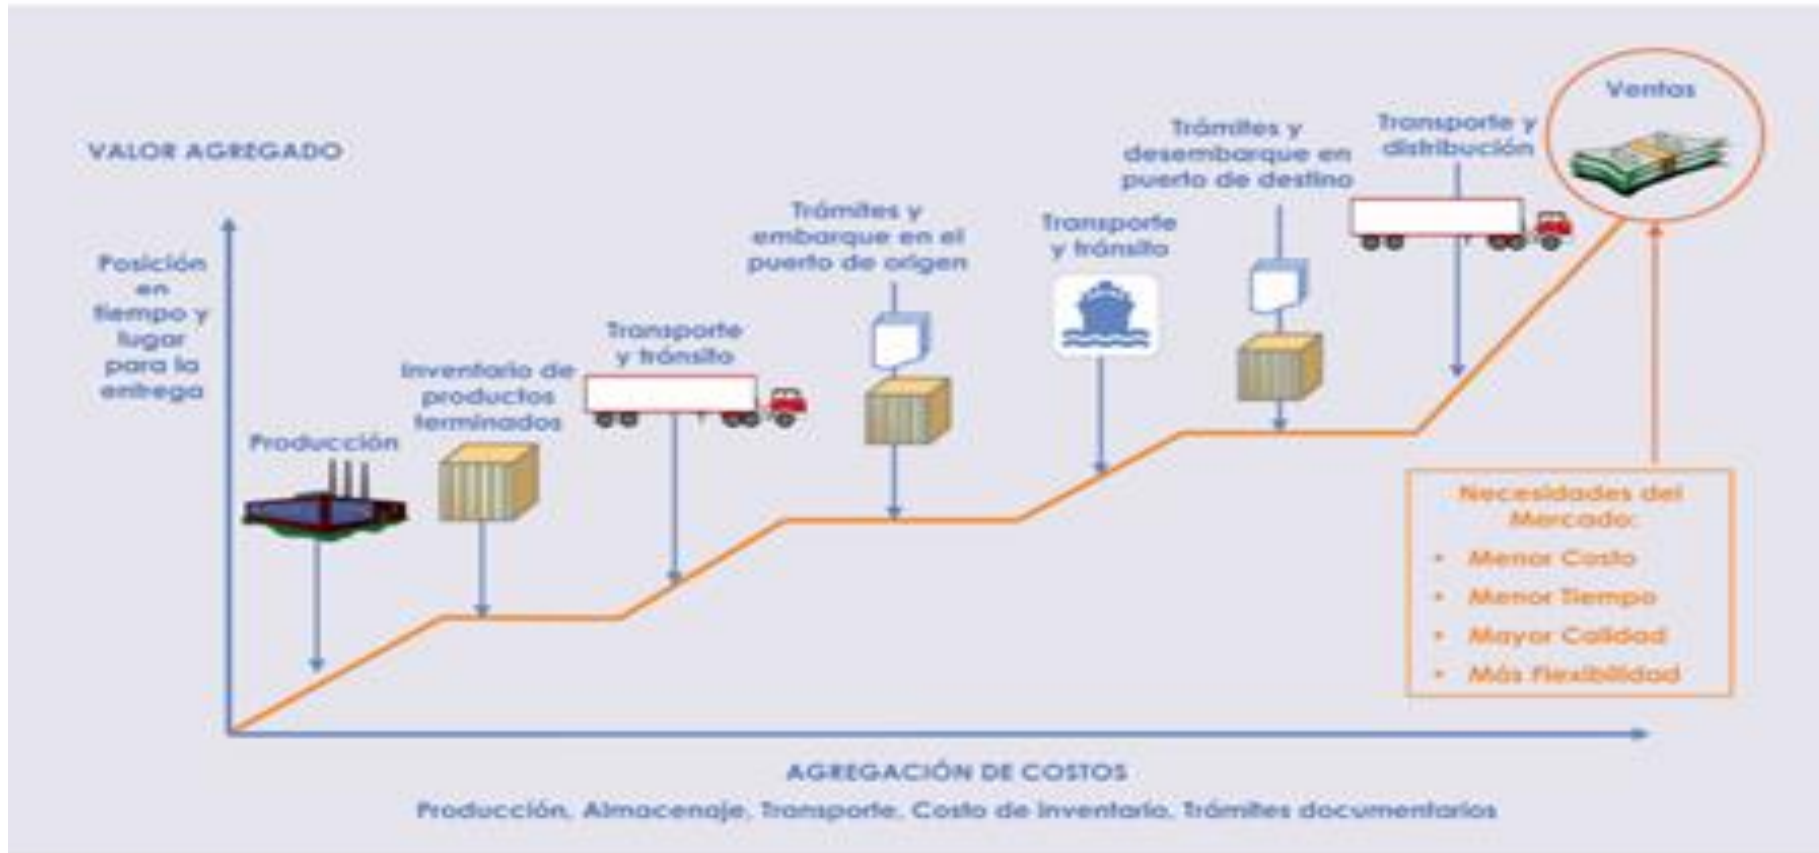 VALOR AGREGADO
Posición
en
tiempo y
lugar
para la
entrega
Producción
Inventario de
productos
terminados
Transporte
y tránsito
Trámites y
embarque en el
puerto de origen
Transporte
y tránsito
Trámites y
desembarque en
puerto de destino
Transporte y
distribución
Ventas
Necesidades del
Mercado:
• Menor Costo
• Menor Tiempo
• Mayor Calidad
• Más Flexibilidad
AGREGACIÓN DE COSTOS
Producción, Almacenaje, Transporte, Costo de inventario, Trámites documentarios